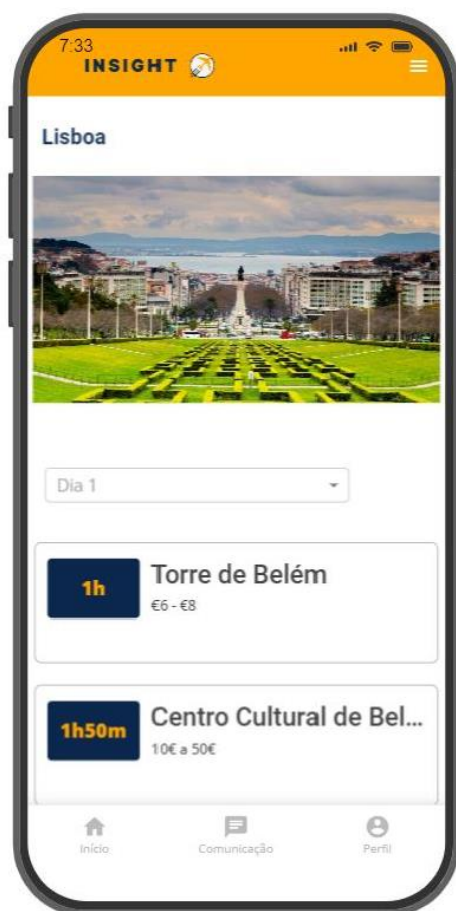 7:33
INSIGHT
Lisboa
Dia 1
1h
Torre de Belém
€6 - €8
1h50m
Centro Cultural de Bel...
10€ a 50€
Início
Comunicação
Perfil